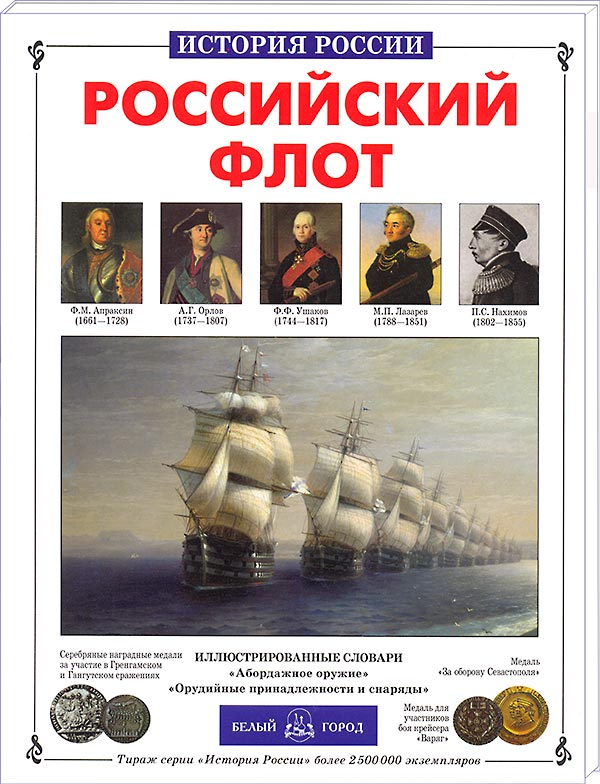 ИСТОРИЯ РОССИИ
РОССИЙСКИЙ
ФЛОТ
Ф.М. Апраксин
(1661—1728)
А.Г. Орлов
(1737—1807)
Ф.Ф. Ушаков
(1744—1817)
М.П. Лазарев
(1788—1851)
П.С. Нахимов
(1802—1855)
Серебряные наградные медали
за участие в Гренгамском
и Гангутском сражениях
ИЛЛЮСТРИРОВАННЫЕ СЛОВАРИ
«Абордажное оружие»
«Орудийные принадлежности и снаряды»
Медаль
«За оборону Севастополя»
БЕЛЫЙ ГОРОД
Медаль для
участников
боя крейсера
«Варяг»
Тираж серии «История России» более 2 500 000 экземпляров